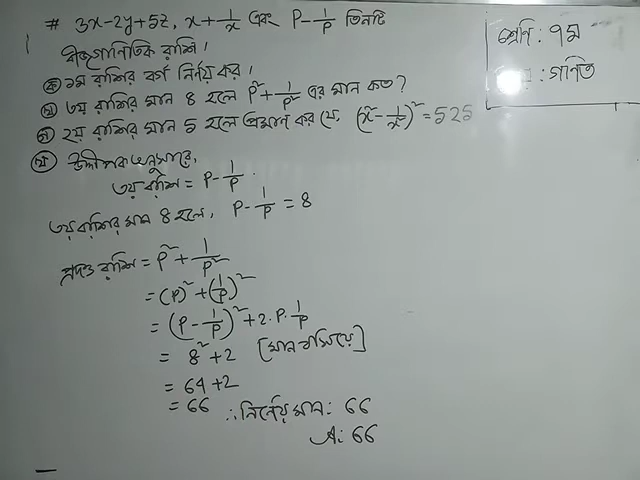 # 3x-2y+5z, x+1/x এবং P-1/P তিনটি
বীজগাণিতিক রাশি।
ক) ১ম রাশির বর্গ নির্ণয় কর।
খ) ৩য় রাশির মান 8 হলে P²+1/P² এর মান কত?
গ) ২য় রাশির মান 5 হলে প্রমাণ কর যে, (x²-1/x²)²=525
শ্রেণি: ৭ম
: গণিত
খ) উদ্দীপক অনুসারে,
৩য় রাশি = P-1/P.
৩য় রাশির মান 8 হলে, P-1/P = 8
প্রদত্ত রাশি = P²+1/P²
= (P)²+(1/P)²
= (P-1/P)²+2.P.1/P
= 8²+2 [মান বসিয়ে]
= 64+2
= 66 ∴ নির্ণেয় মান: 66
A: 66